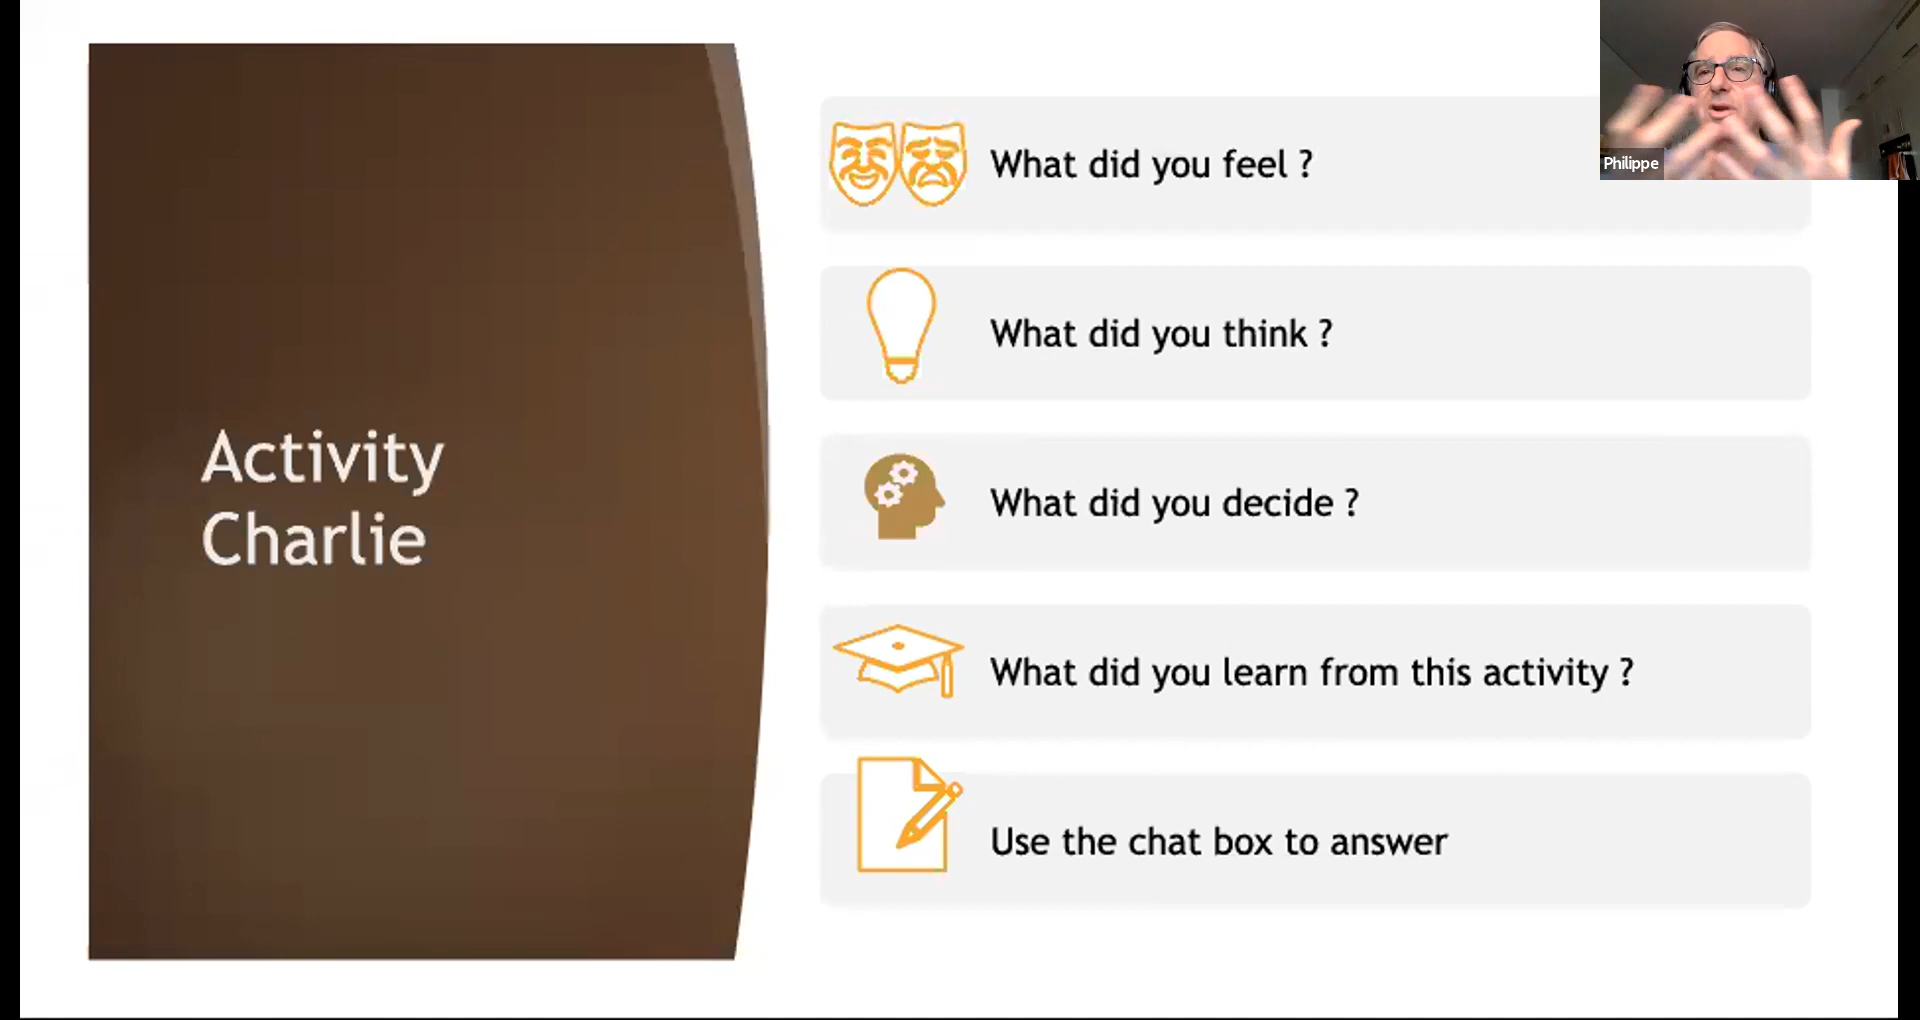 Activity
Charlie
What did you feel ?
What did you think ?
What did you decide ?
What did you learn from this activity ?
Use the chat box to answer
Philippe